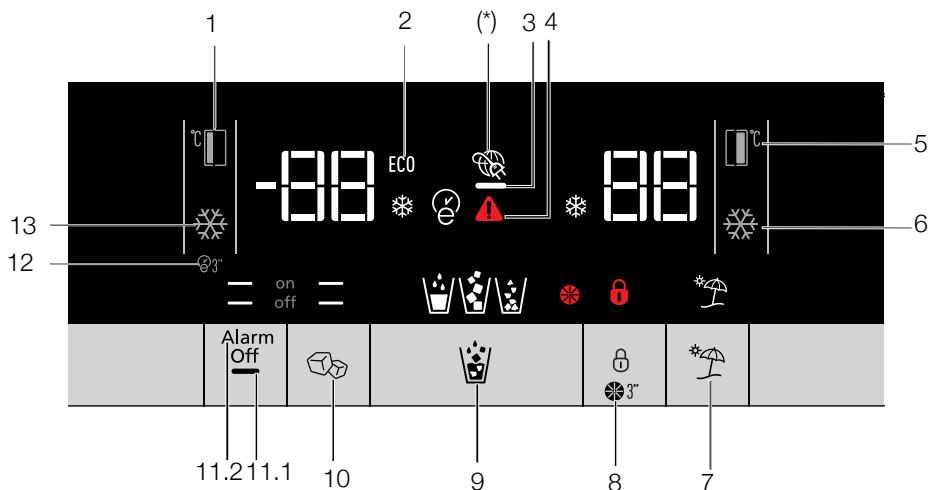 1 2 (*) 3 4
℃ ℃ 5
-88 ECO 88
13 6
12 3"
on
off
Alarm
Off
3"
11.2 11.1 10 9 8 7